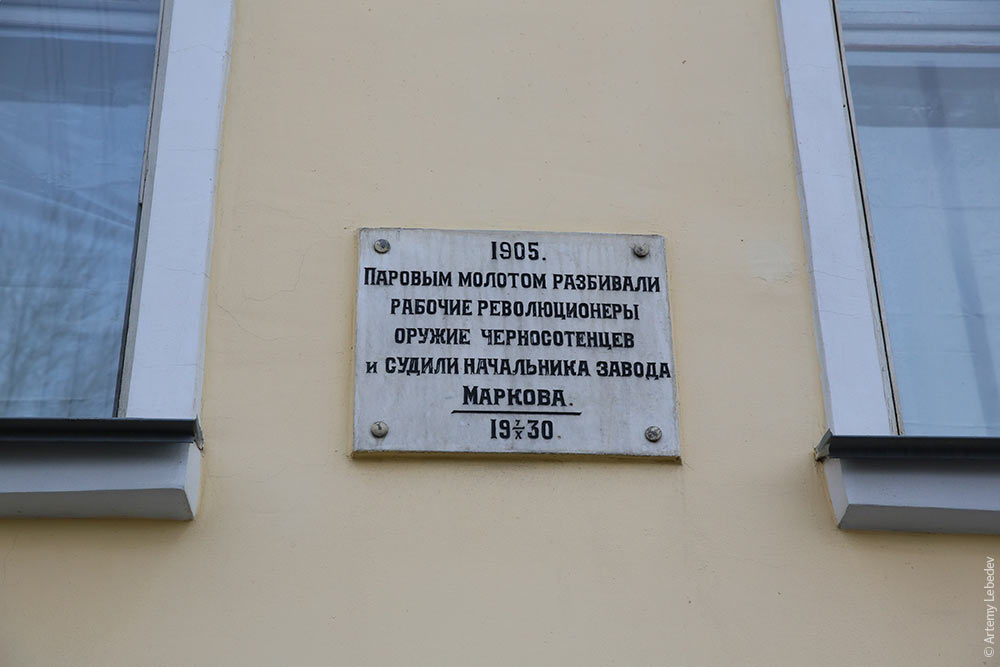 1905.
Паровым молотом разбивали
рабочие революционеры
оружие черносотенцев
и судили начальника завода
Маркова.
19 7/X 30.
© Artemy Lebedev